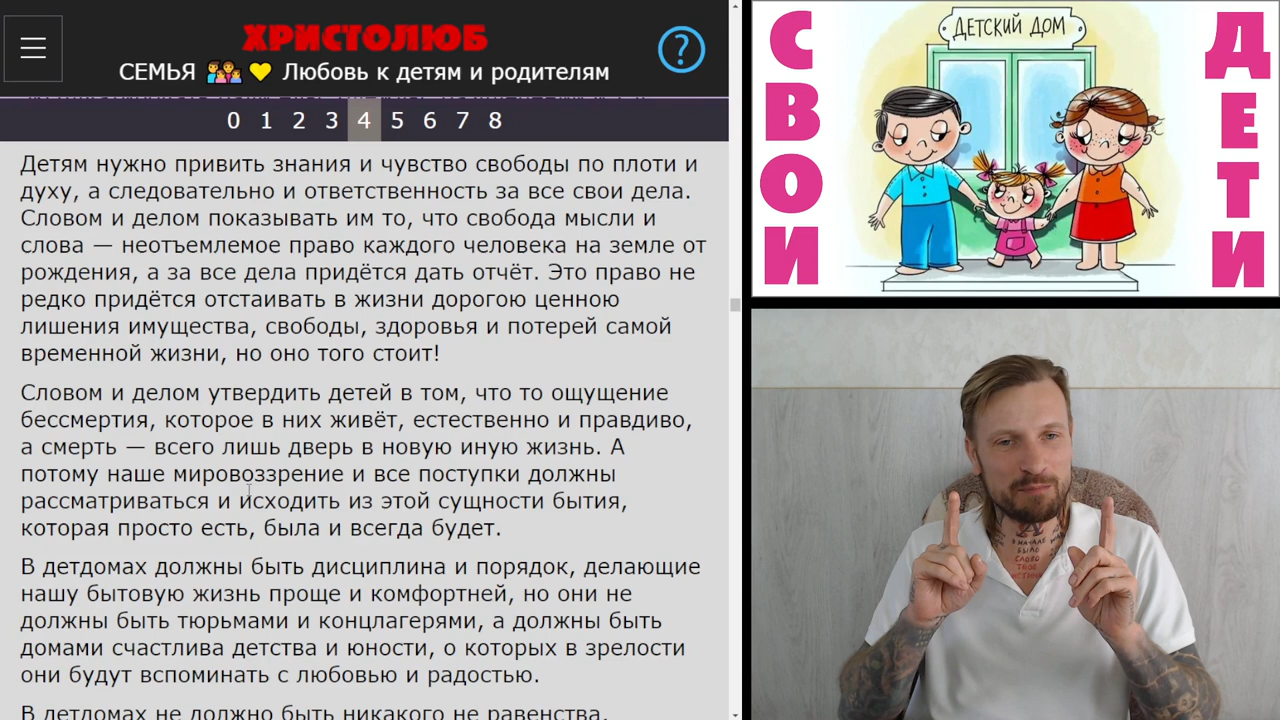 ХРИСТОЛЮБ
СЕМЬЯ Любовь к детям и родителям
0 1 2 3 4 5 6 7 8
Детям нужно привить знания и чувство свободы по плоти и
духу, а следовательно и ответственность за все свои дела.
Словом и делом показывать им то, что свобода мысли и
слова — неотъемлемое право каждого человека на земле от
рождения, а за все дела придётся дать отчёт. Это право не
редко придётся отстаивать в жизни дорогою ценною
лишения имущества, свободы, здоровья и потерей самой
временной жизни, но оно того стоит!
Словом и делом утвердить детей в том, что то ощущение
бессмертия, которое в них живёт, естественно и правдиво,
а смерть — всего лишь дверь в новую иную жизнь. А
потому наше мировоззрение и все поступки должны
рассматриваться и исходить из этой сущности бытия,
которая просто есть, была и всегда будет.
В детдомах должны быть дисциплина и порядок, делающие
нашу бытовую жизнь проще и комфортней, но они не
должны быть тюрьмами и концлагерями, а должны быть
домами счастлива детства и юности, о которых в зрелости
они будут вспоминать с любовью и радостью.
В детдомах не должно быть никакого не равенства,
СВОИ
ДЕТСКИЙ ДОМ
ДЕТИ
В НАЧАЛЕ
БЫЛО
СЛОВО
ТВОЕ